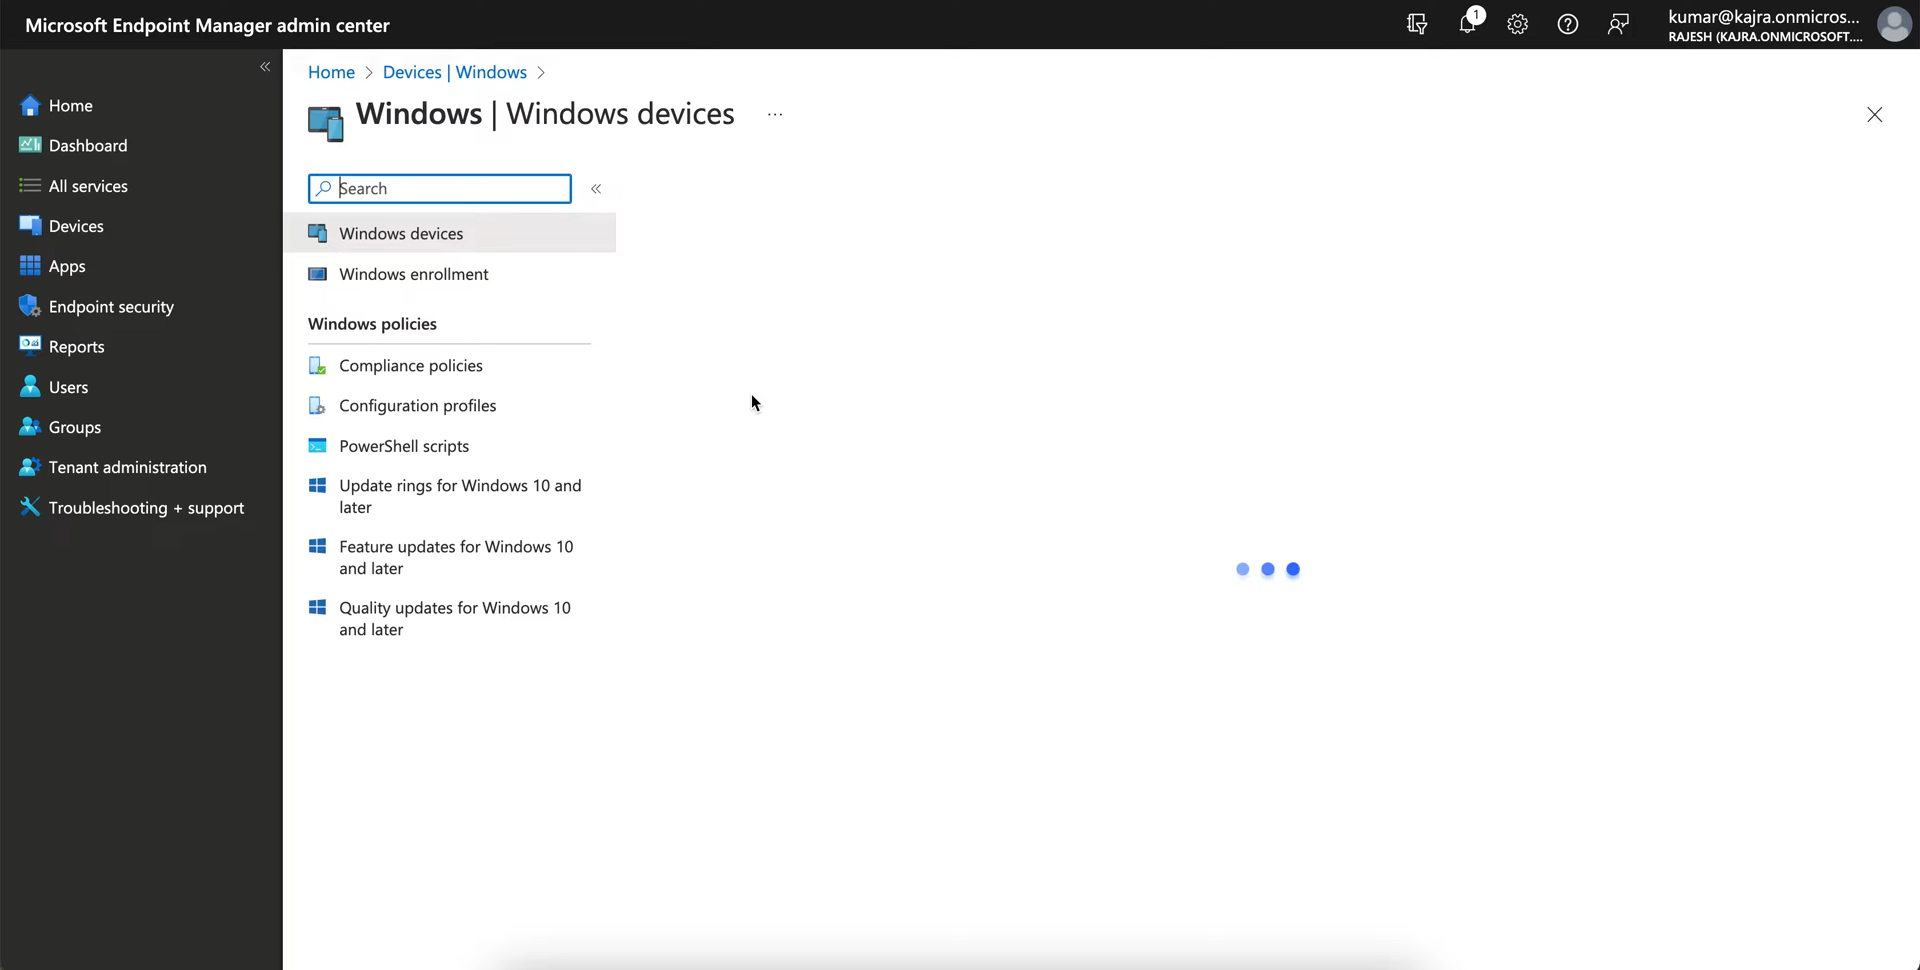 Microsoft Endpoint Manager admin center
1
kumar@kajra.onmicros...
RAJESH (KAJRA.ONMICROSOFT....
Home
Dashboard
All services
Devices
Apps
Endpoint security
Reports
Users
Groups
Tenant administration
Troubleshooting + support
Home > Devices | Windows >
Windows | Windows devices ...
Search
Windows devices
Windows enrollment
Windows policies
Compliance policies
Configuration profiles
PowerShell scripts
Update rings for Windows 10 and
later
Feature updates for Windows 10
and later
Quality updates for Windows 10
and later